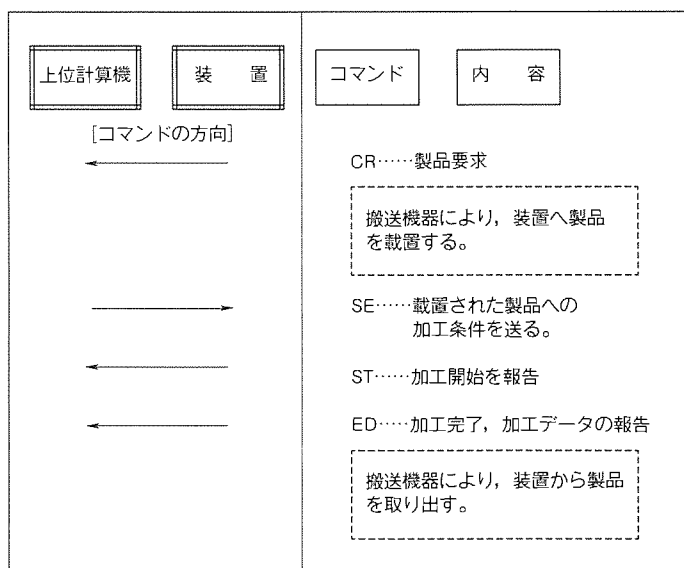 上位計算機 装 置 コマンド 内 容
[コマンドの方向]
CR……製品要求
搬送機器により，装置へ製品
を載置する。
SE……載置された製品への
加工条件を送る。
ST……加工開始を報告
ED……加工完了，加工データの報告
搬送機器により，装置から製品
を取り出す。